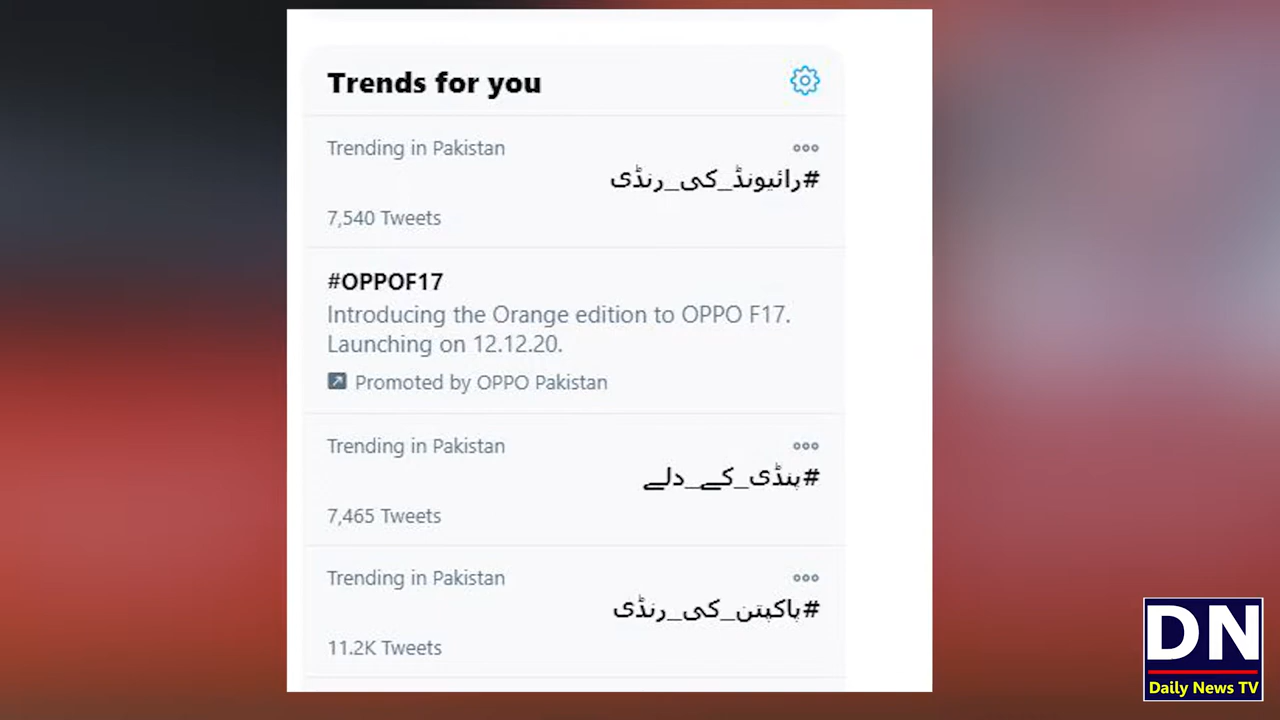 Trends for you
Trending in Pakistan
#رائیونڈ_کی_رنڈی
7,540 Tweets
#OPPOF17
Introducing the Orange edition to OPPO F17.
Launching on 12.12.20.
Promoted by OPPO Pakistan
Trending in Pakistan
#پنڈی_کے_دلے
7,465 Tweets
Trending in Pakistan
#پاکپتن_کی_رنڈی
11.2K Tweets
DN
Daily News TV